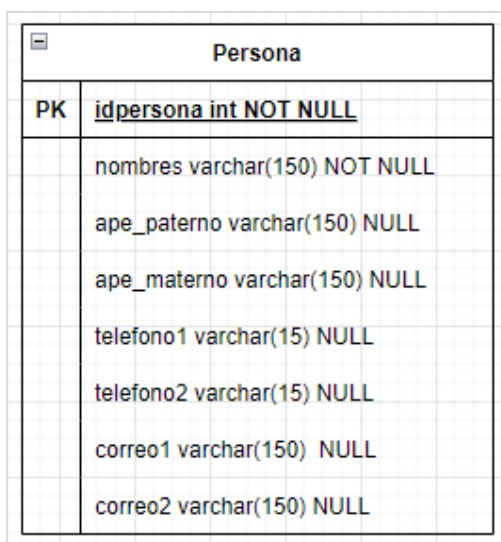 Persona
PK idpersona int NOT NULL
nombres varchar(150) NOT NULL
ape_paterno varchar(150) NULL
ape_materno varchar(150) NULL
telefono1 varchar(15) NULL
telefono2 varchar(15) NULL
correo1 varchar(150)  NULL
correo2 varchar(150) NULL